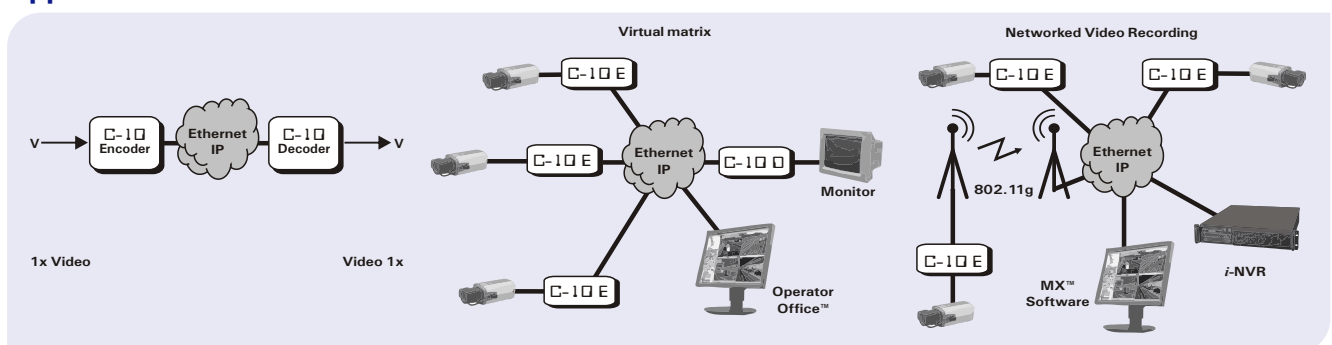 V
C-10
Encoder
Ethernet
IP
C-10
Decoder
V
1x Video
Video 1x
Virtual matrix
C-10 E
C-10 E
C-10 E
Ethernet
IP
C-10 D
Monitor
Operator
Office™
Networked Video Recording
C-10 E
C-10 E
802.11g
Ethernet
IP
C-10 E
MX™
Software
i-NVR